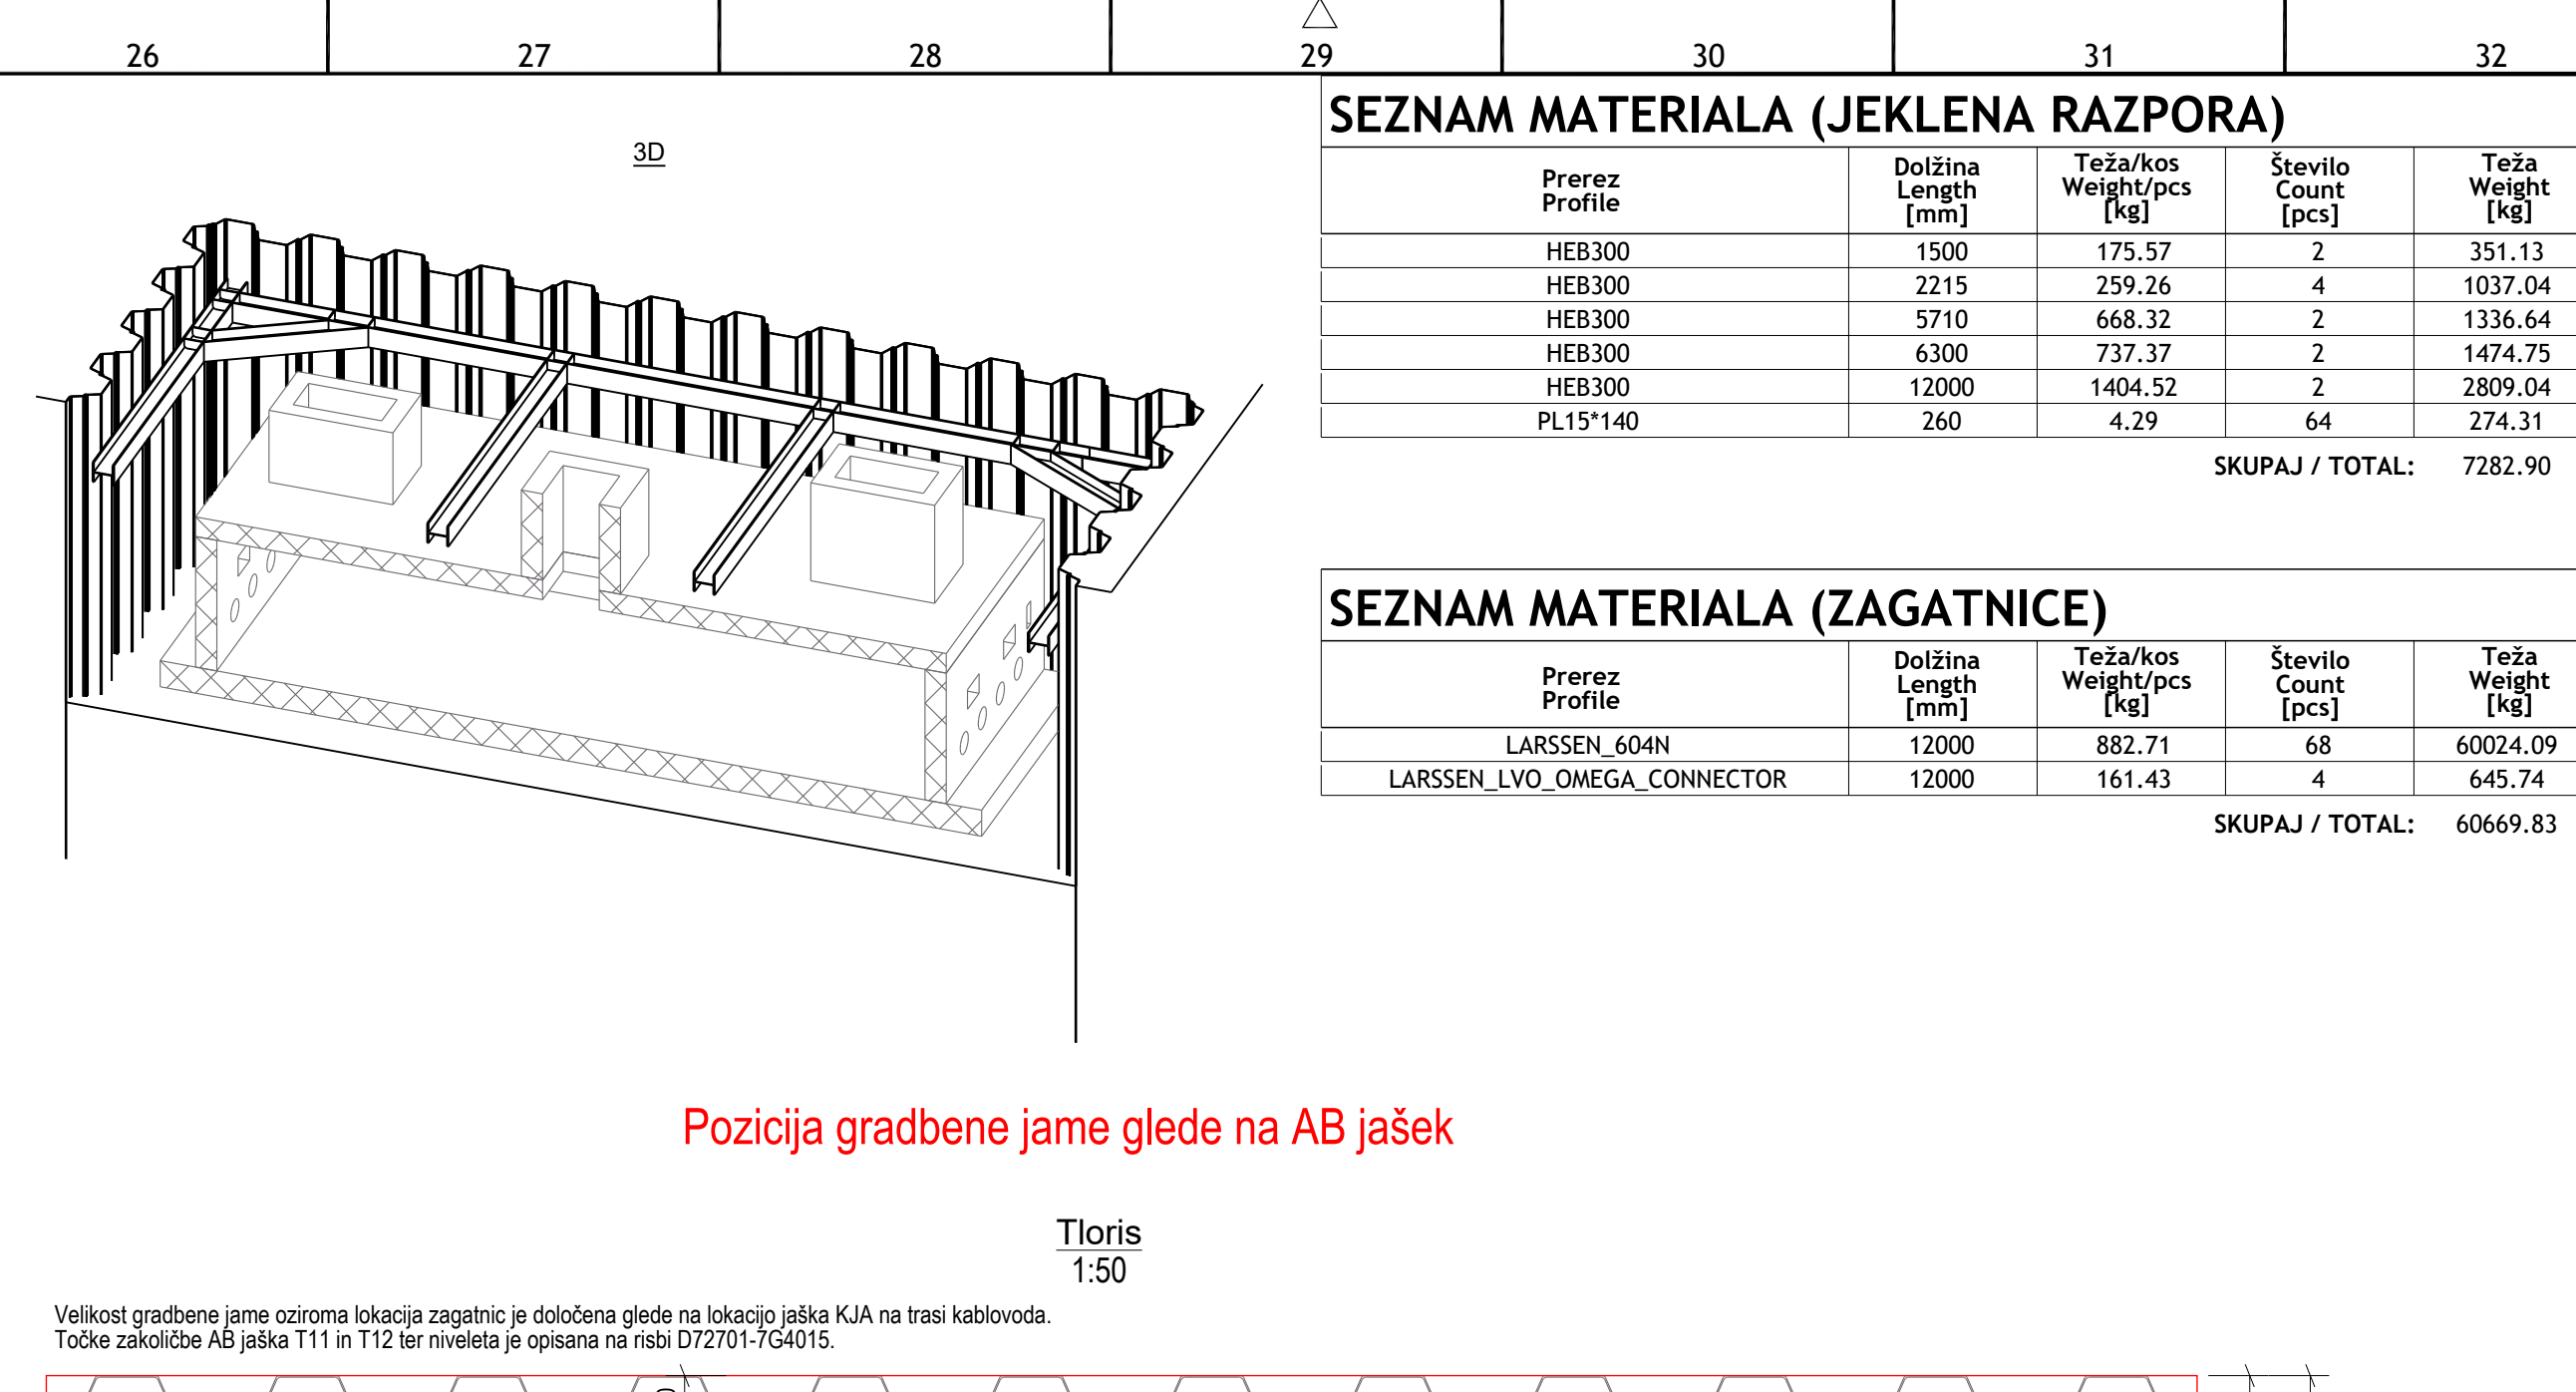 26 27 28 29 30 31 32
3D
SEZNAM MATERIALA (JEKLENA RAZPORA)
Prerez Profile Dolžina Length [mm] Teža/kos Weight/pcs [kg] Število Count [pcs] Teža Weight [kg]
HEB300 1500 175.57 2 351.13
HEB300 2215 259.26 4 1037.04
HEB300 5710 668.32 2 1336.64
HEB300 6300 737.37 2 1474.75
HEB300 12000 1404.52 2 2809.04
PL15*140 260 4.29 64 274.31
SKUPAJ / TOTAL: 7282.90
SEZNAM MATERIALA (ZAGATNICE)
Prerez Profile Dolžina Length [mm] Teža/kos Weight/pcs [kg] Število Count [pcs] Teža Weight [kg]
LARSSEN_604N 12000 882.71 68 60024.09
LARSSEN_LVO_OMEGA_CONNECTOR 12000 161.43 4 645.74
SKUPAJ / TOTAL: 60669.83
Pozicija gradbene jame glede na AB jašek
Tloris
1:50
Velikost gradbene jame oziroma lokacija zagatnic je določena glede na lokacijo jaška KJA na trasi kablovoda.
Točke zakoličbe AB jaška T11 in T12 ter niveleta je opisana na risbi D72701-7G4015.